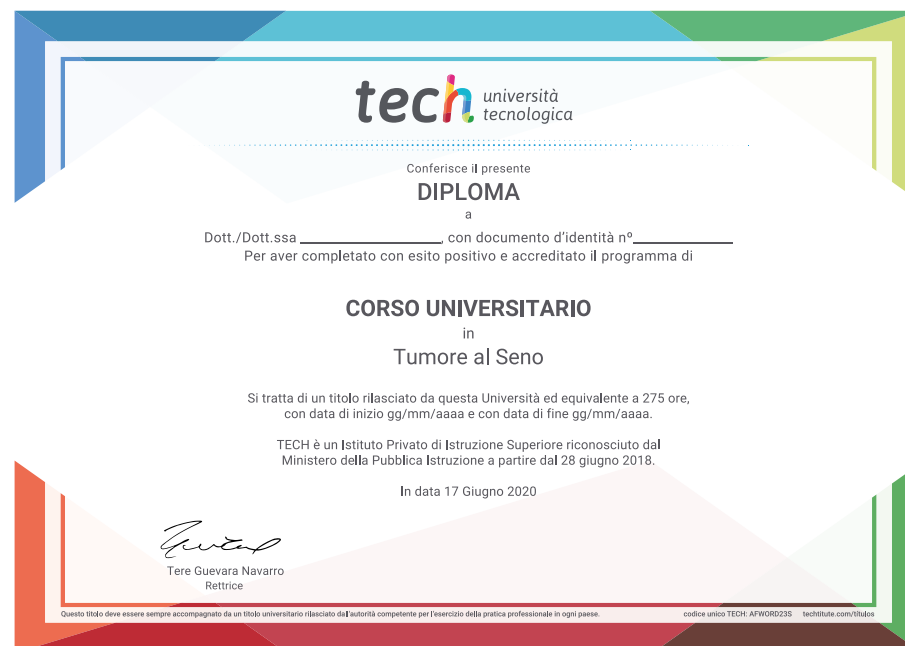 tech università
tecnologica
Conferisce il presente
DIPLOMA
a
Dott./Dott.ssa ____________________, con documento d'identità nº______________
Per aver completato con esito positivo e accreditato il programma di
CORSO UNIVERSITARIO
in
Tumore al Seno
Si tratta di un titolo rilasciato da questa Università ed equivalente a 275 ore,
con data di inizio gg/mm/aaaa e con data di fine gg/mm/aaaa.
TECH è un Istituto Privato di Istruzione Superiore riconosciuto dal
Ministero della Pubblica Istruzione a partire dal 28 giugno 2018.
In data 17 Giugno 2020
Tere Guevara Navarro
Rettrice
Questo titolo deve essere sempre accompagnato da un titolo universitario rilasciato dall'autorità competente per l'esercizio della pratica professionale in ogni paese. codice unico TECH: AFWORD23S techtitute.com/titulos